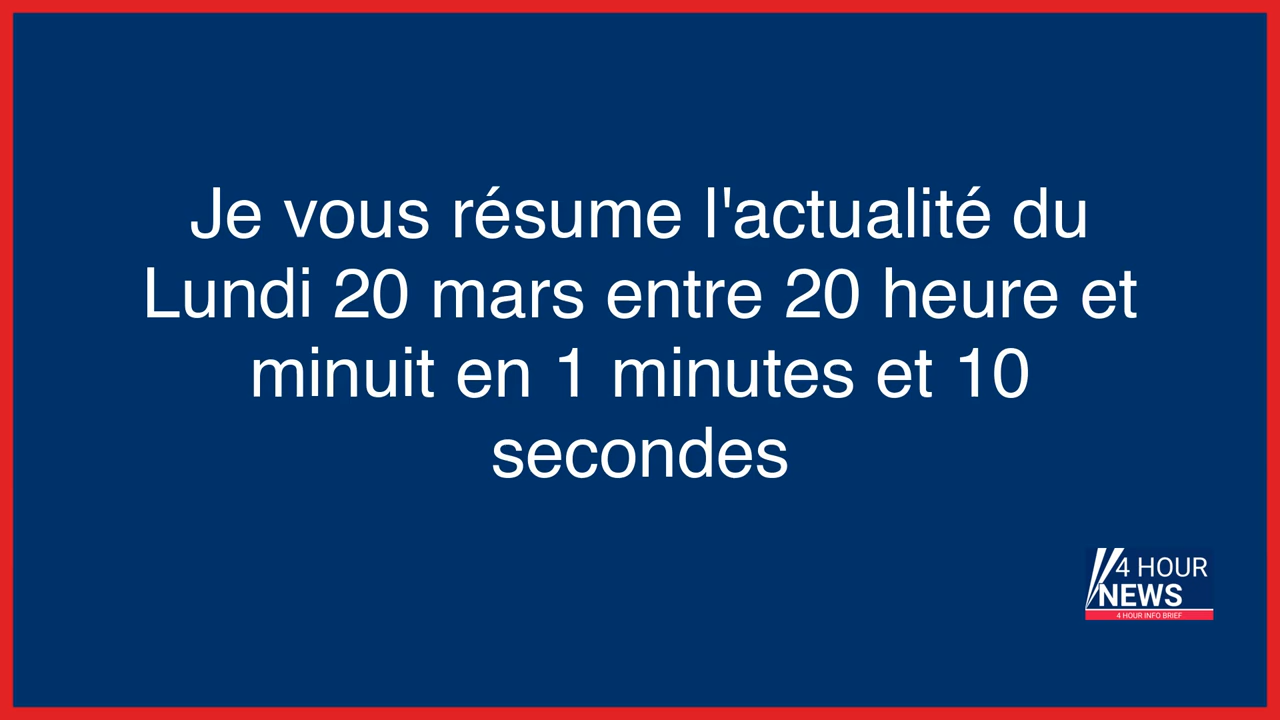 Je vous résume l'actualité du
Lundi 20 mars entre 20 heure et
minuit en 1 minutes et 10
secondes
4 HOUR
NEWS
4 HOUR INFO BRIEF